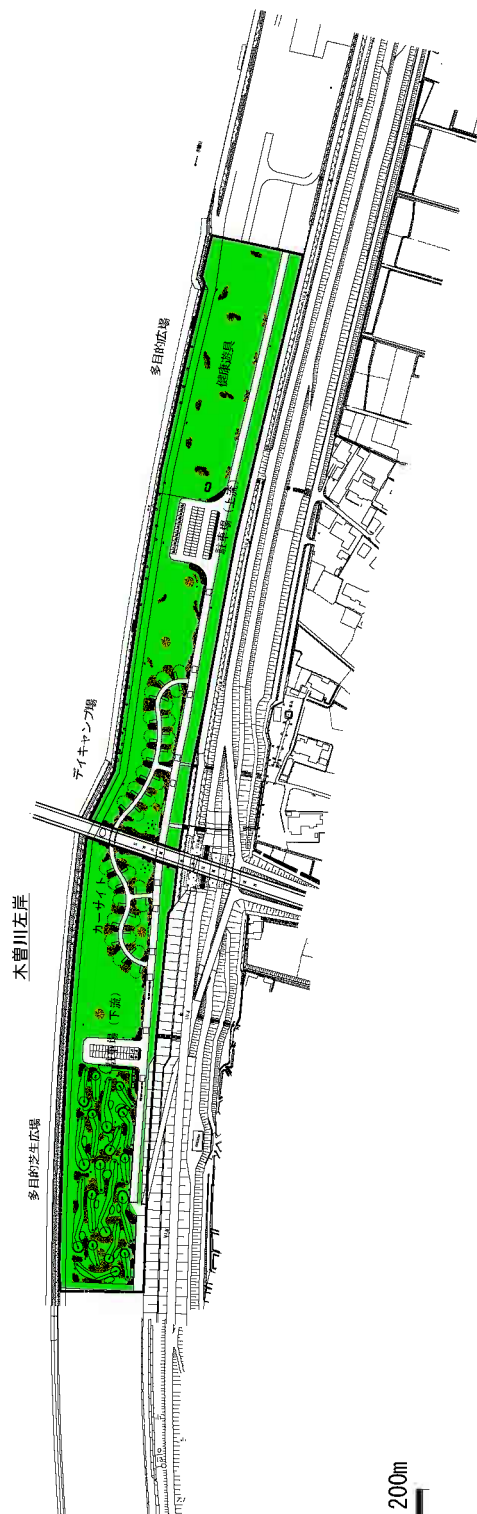 木曽川左岸
多目的芝生広場
駐車場（下流）
カーサイト
デイキャンプ場
駐車場（上流）
健康遊具
多目的広場
200m